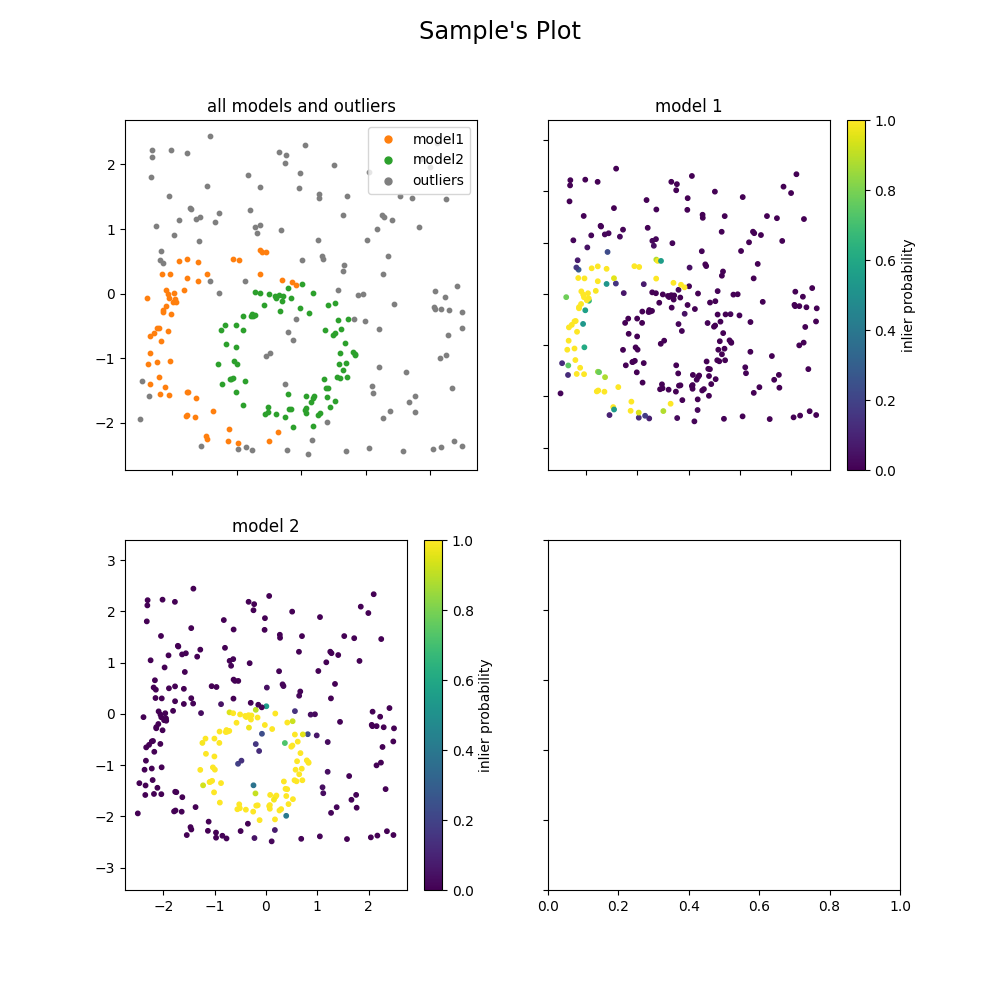 Sample's Plot
all models and outliers
model1
model2
outliers
2
1
0
−1
−2
model 1
1.0
0.8
0.6
0.4
0.2
0.0
inlier probability
model 2
3
2
1
0
−1
−2
−3
−2 −1 0 1 2
1.0
0.8
0.6
0.4
0.2
0.0
inlier probability
0.0 0.2 0.4 0.6 0.8 1.0